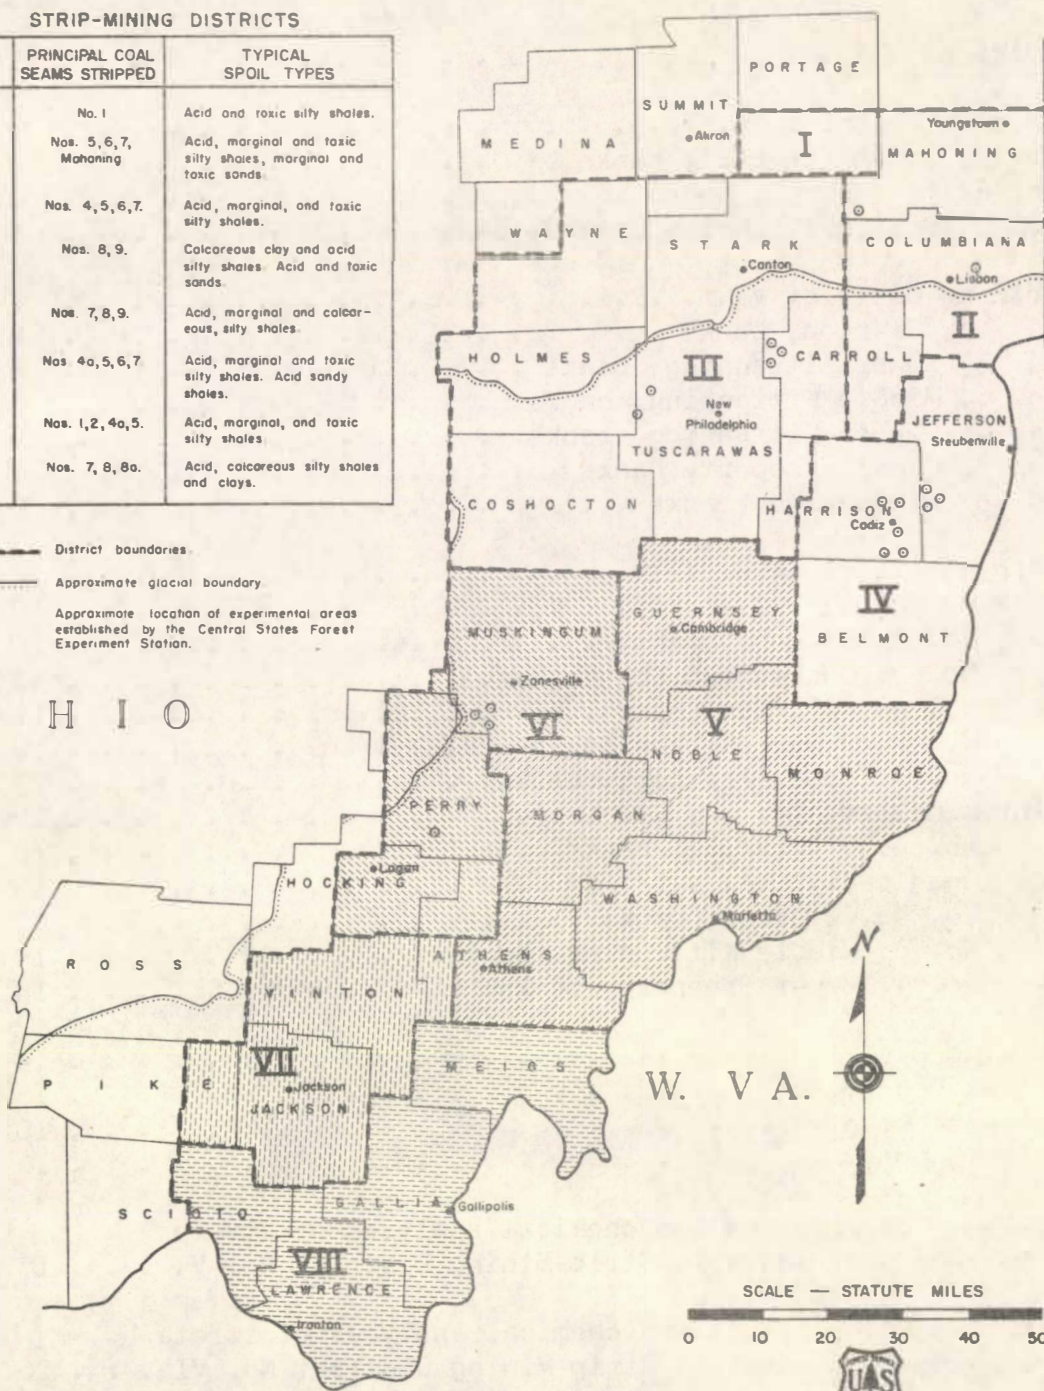 STRIP-MINING DISTRICTS
PRINCIPAL COAL SEAMS STRIPPED
TYPICAL SPOIL TYPES
No. 1
Acid and toxic silty shales.
Nos. 5,6,7, Mahoning
Acid, marginal and toxic
silty shales, marginal and
toxic sands
Nos. 4,5,6,7.
Acid, marginal, and toxic
silty shales.
Nos. 8, 9.
Calcareous clay and acid
silty shales. Acid and toxic
sands.
Nos. 7, 8, 9.
Acid, marginal and calcar-
eous, silty shales.
Nos. 4a,5,6,7
Acid, marginal and toxic
silty shales. Acid sandy
shales.
Nos. 1,2,4a,5.
Acid, marginal, and toxic
silty shales
Nos. 7, 8, 8a.
Acid, calcareous silty shales
and clays.
District boundaries
Approximate glacial boundary
Approximate location of experimental areas
established by the Central States Forest
Experiment Station.
HIO
PORTAGE
SUMMIT
Akron
MEDINA
I
Youngstown
MAHONING
WAYNE
STARK
Canton
COLUMBIANA
Lisbon
II
HOLMES
III
CARROLL
New
Philadelphia
JEFFERSON
Steubenville
TUSCARAWAS
COSHOCTON
HARRISON
Cadiz
IV
BELMONT
GUERNSEY
Cambridge
MUSKINGUM
Zanesville
VI
V
NOBLE
MONROE
PERRY
MORGAN
Logan
HOCKING
WASHINGTON
Marietta
ATHENS
Athens
ROSS
VINTON
N
VII
MEIGS
W. VA.
PIKE
Jackson
JACKSON
SCIOTO
GALLIA
Gallipolis
VIII
LAWRENCE
Ironton
SCALE — STATUTE MILES
0 10 20 30 40 50
FOREST SERVICE
US